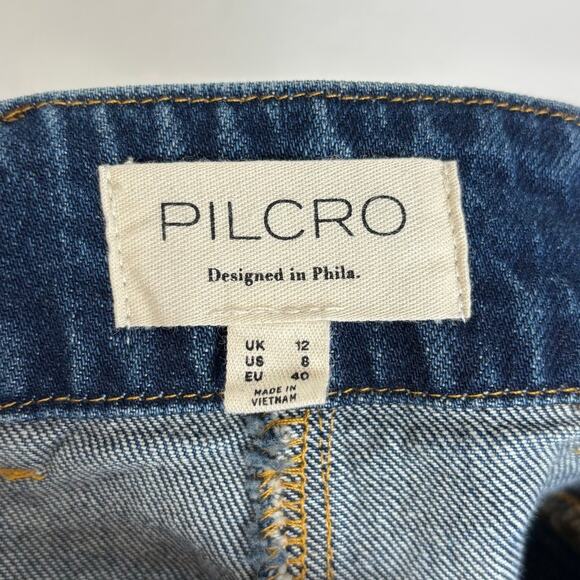 PILCRO
Designed in Phila.
UK 12
US 8
EU 40
MADE IN
VIETNAM